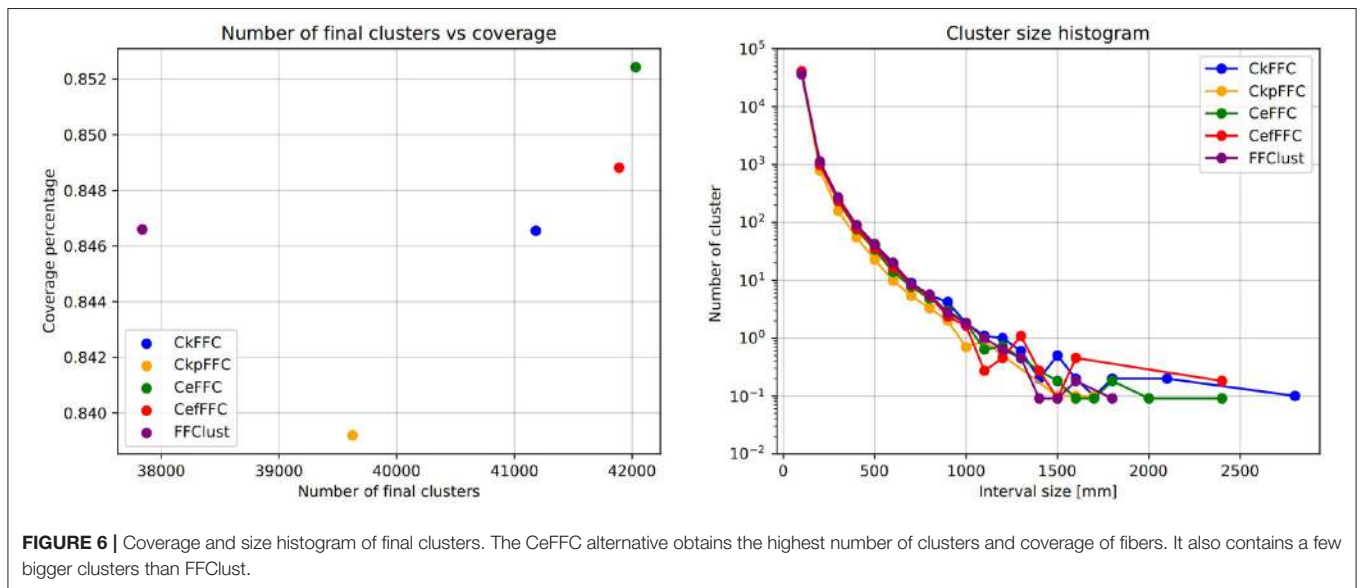 Number of final clusters vs coverage
0.852
0.850
0.848
0.846
0.844
0.842
0.840
Coverage percentage
CkFFC
CkpFFC
CeFFC
CefFFC
FFClust
38000 39000 40000 41000 42000
Number of final clusters
Cluster size histogram
10^5
10^4
10^3
10^2
10^1
10^0
10^-1
10^-2
Number of cluster
CkFFC
CkpFFC
CeFFC
CefFFC
FFClust
0 500 1000 1500 2000 2500
Interval size [mm]
FIGURE 6 | Coverage and size histogram of final clusters. The CeFFC alternative obtains the highest number of clusters and coverage of fibers. It also contains a few
bigger clusters than FFClust.